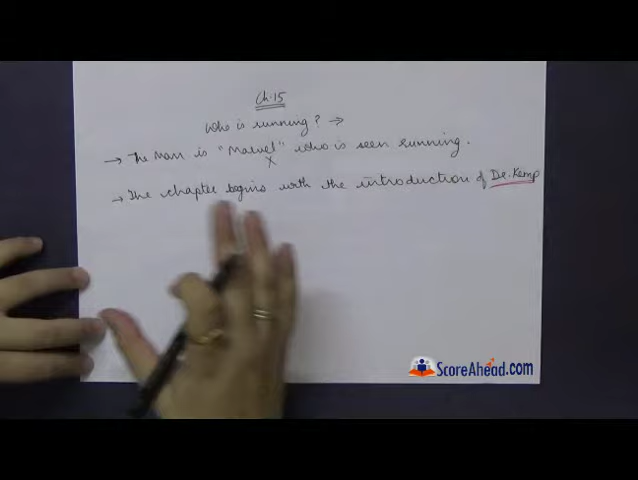 Ch.15
Who is running? →
→ The Man is "Marvel" who is seen running.
x
→ The chapter begins with the introduction of Dr. Kemp
ScoreAhead.com